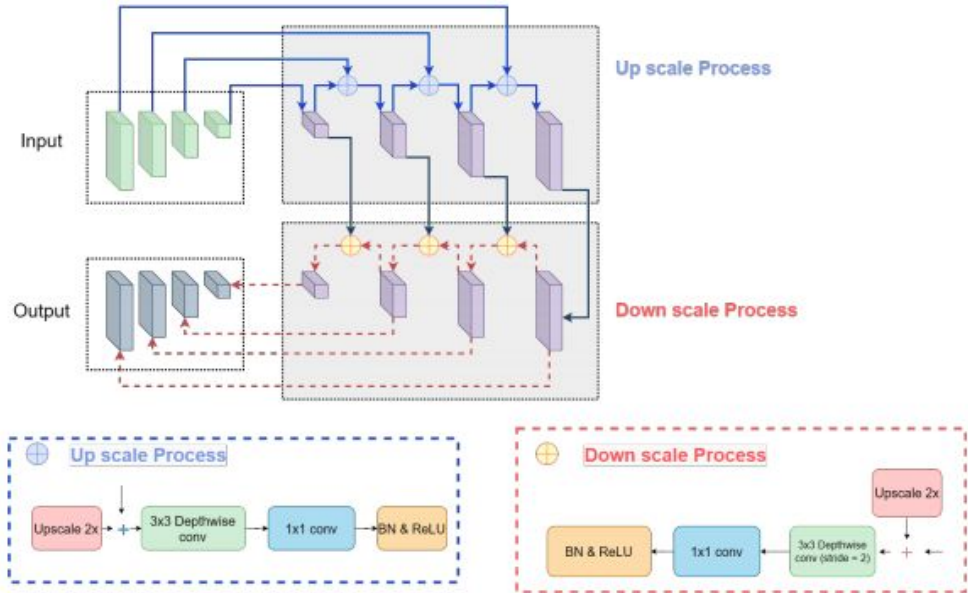 Up scale Process
Input
Output
Down scale Process
Up scale Process
Upscale 2x
3x3 Depthwise
conv
1x1 conv
BN & ReLU
Down scale Process
Upscale 2x
BN & ReLU
1x1 conv
3x3 Depthwise
conv (stride = 2)